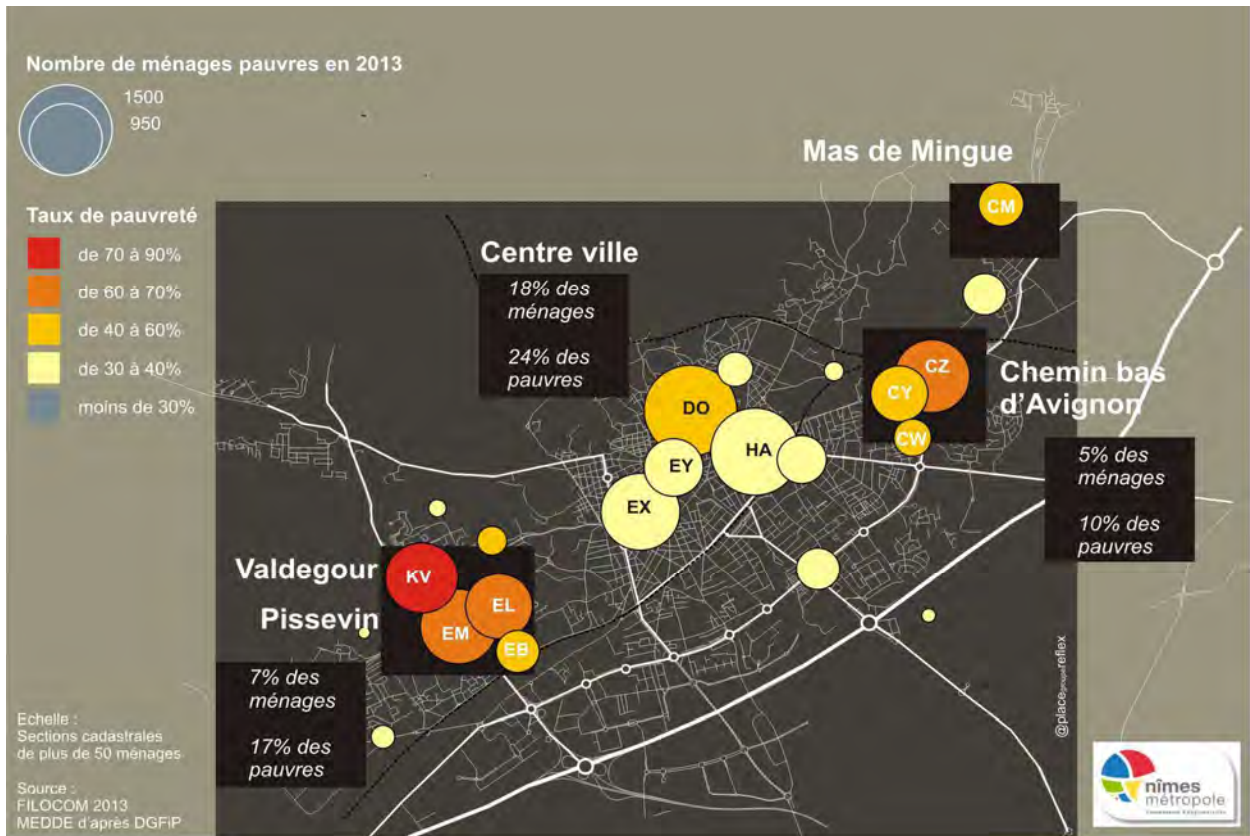 Nombre de ménages pauvres en 2013
1500
950
Taux de pauvreté
de 70 à 90%
de 60 à 70%
de 40 à 60%
de 30 à 40%
moins de 30%
Mas de Mingue
CM
Centre ville
18% des
ménages
24% des
pauvres
CZ
CY
CW
Chemin bas
d'Avignon
5% des
ménages
10% des
pauvres
DO
HA
EY
EX
Valdegour
Pissevin
KV
EL
EM
EB
7% des
ménages
17% des
pauvres
Echelle :
Sections cadastrales
de plus de 50 ménages
Source :
FILOCOM 2013
MEDDE d'après DGFiP
@placegroupereflex
nîmes
métropole